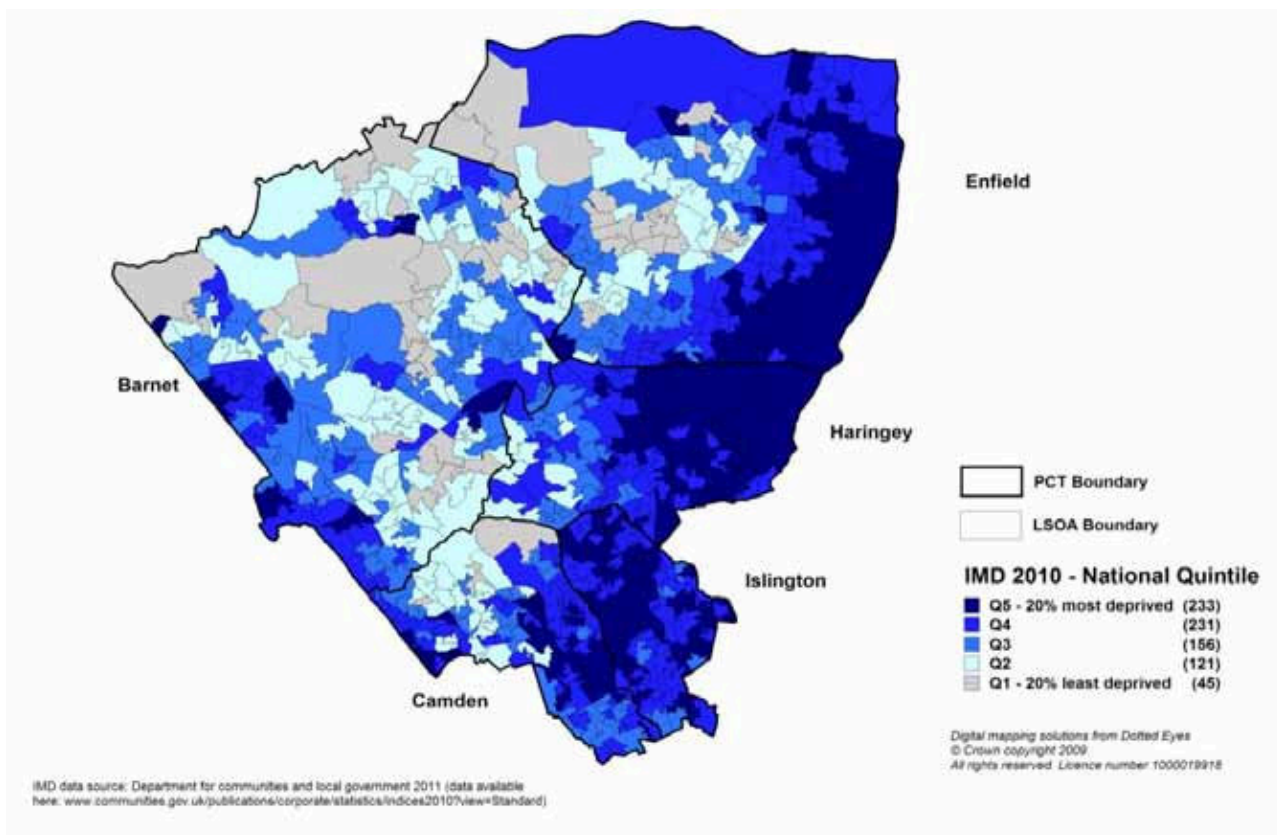 Enfield
Barnet
Haringey
PCT Boundary
LSOA Boundary
Islington
IMD 2010 - National Quintile
Q5 - 20% most deprived (233)
Q4 (231)
Q3 (156)
Q2 (121)
Q1 - 20% least deprived (45)
Camden
Digital mapping solutions from Dotted Eyes
© Crown copyright 2009
All rights reserved. Licence number 1000019918
IMD data source: Department for communities and local government 2011 (data available
here: www.communities.gov.uk/publications/corporate/statistics/indices2010?view=Standard)